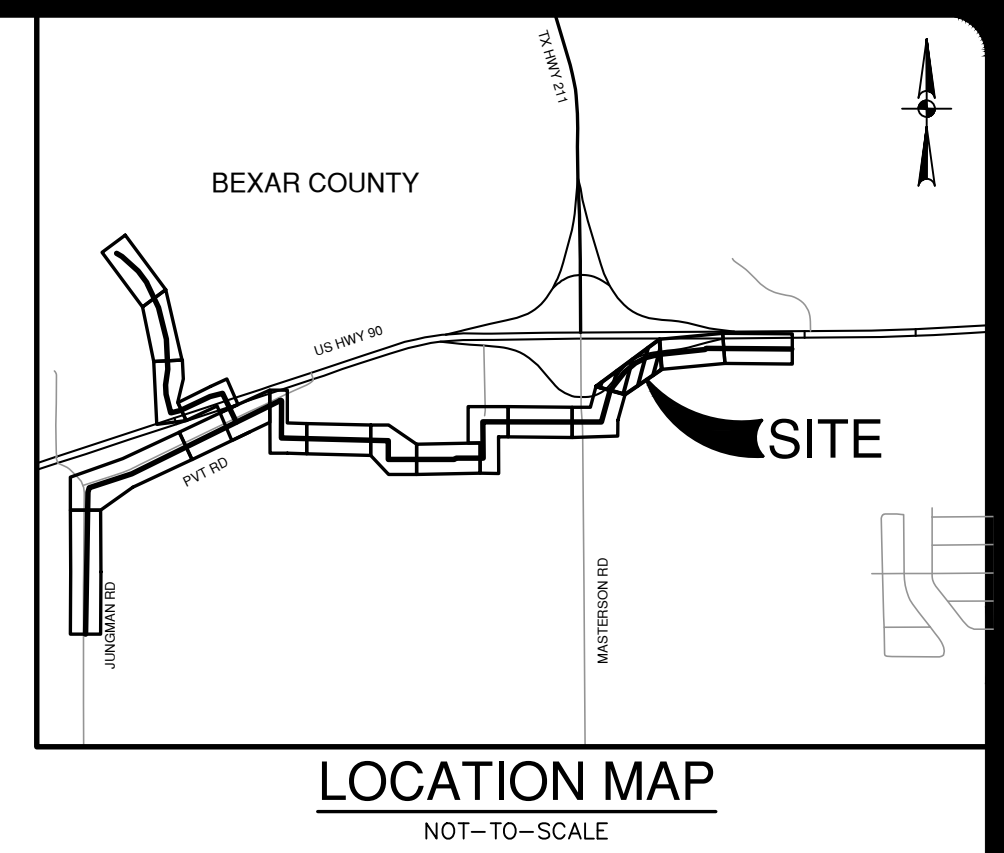 TX HWY 211
BEXAR COUNTY
US HWY 90
SITE
PVT RD
JUNGMAN RD
MASTERSON RD
LOCATION MAP
NOT-TO-SCALE